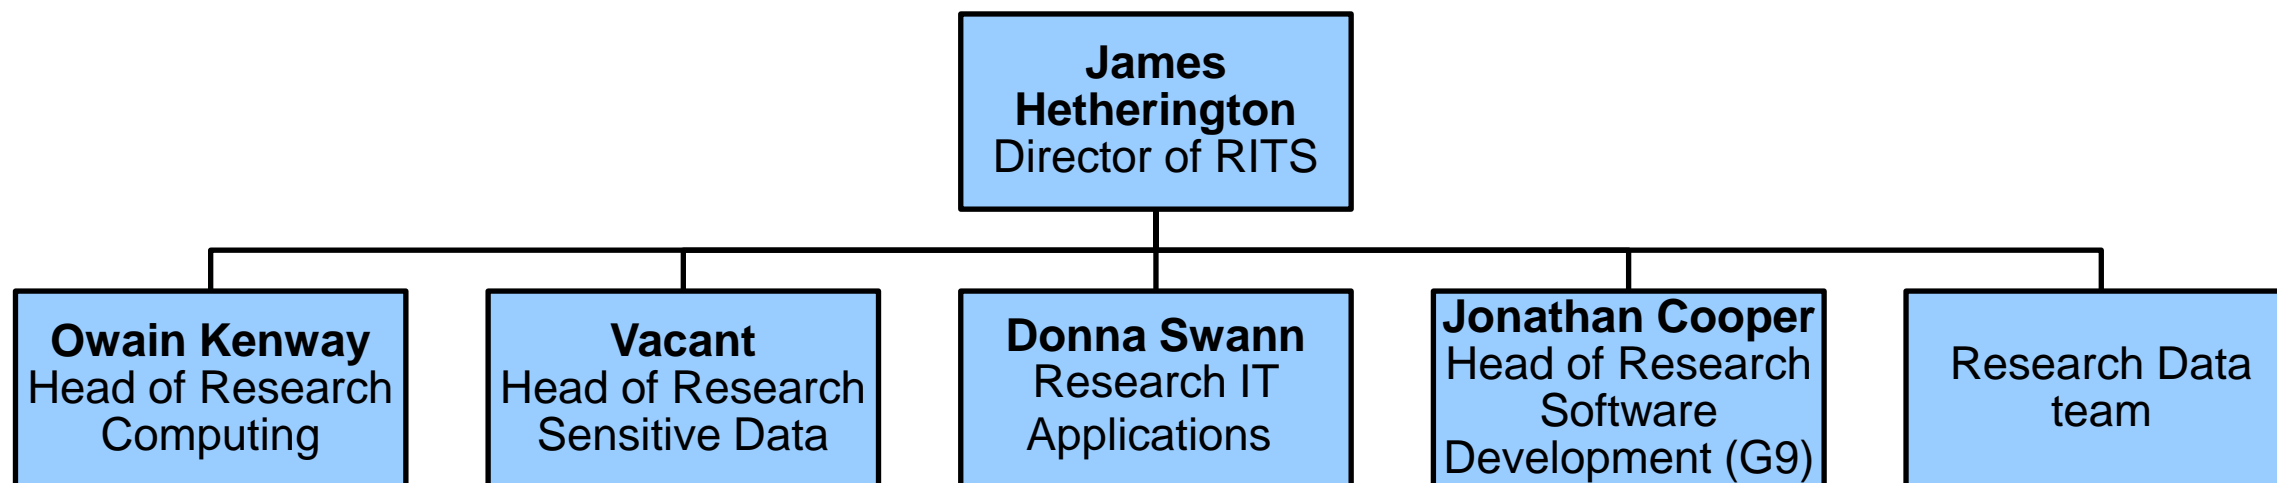 James
Hetherington
Director of RITS
Owain Kenway
Head of Research
Computing
Vacant
Head of Research
Sensitive Data
Donna Swann
Research IT
Applications
Jonathan Cooper
Head of Research
Software
Development (G9)
Research Data
team